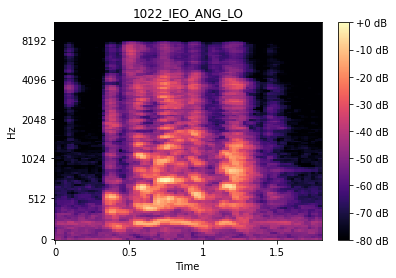 1022_IEO_ANG_LO
Hz
8192
4096
2048
1024
512
0
0
0.5
1
1.5
Time
+0 dB
-10 dB
-20 dB
-30 dB
-40 dB
-50 dB
-60 dB
-70 dB
-80 dB